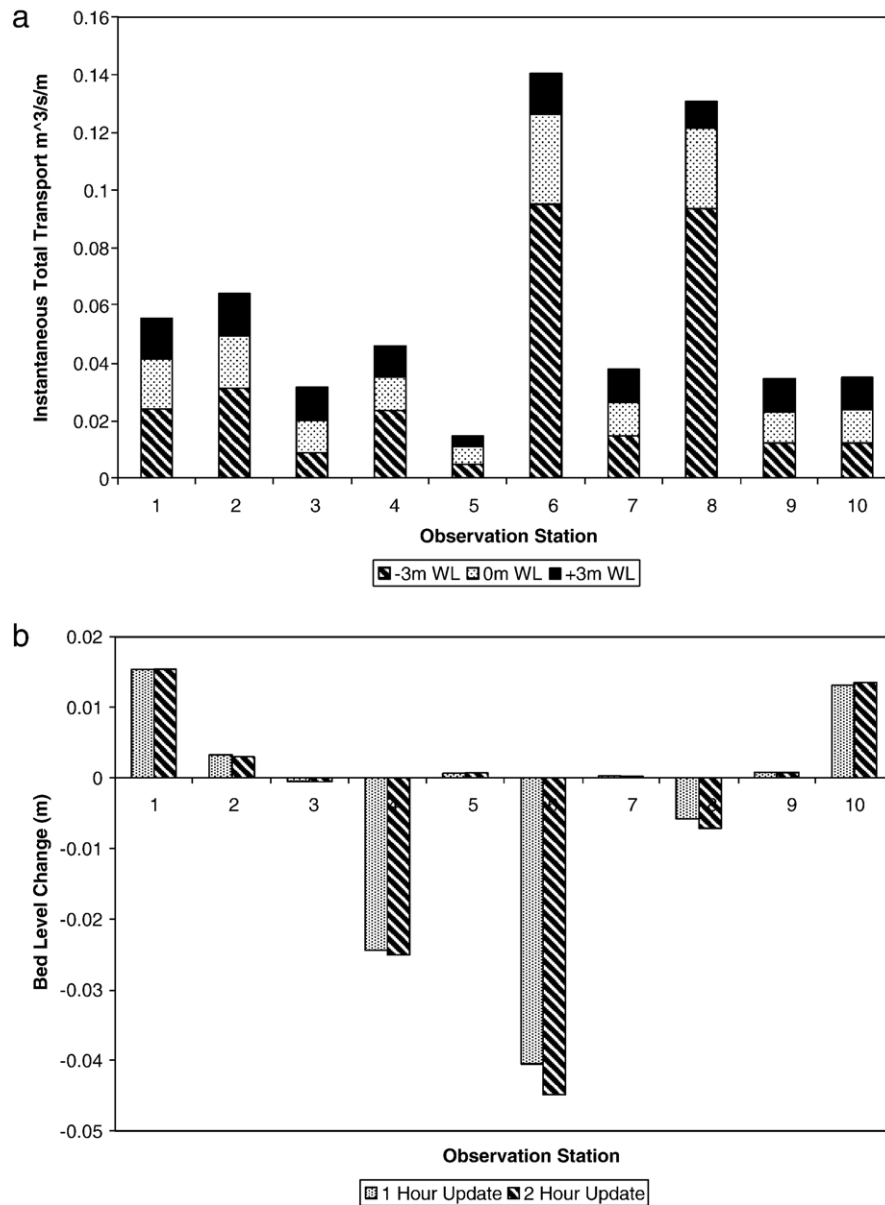 a
0.16
0.14
0.12
0.1
0.08
0.06
0.04
0.02
0
Instantaneous Total Transport m^3/s/m
1 2 3 4 5 6 7 8 9 10
Observation Station
-3m WL 0m WL +3m WL
b
0.02
0.01
0
-0.01
-0.02
-0.03
-0.04
-0.05
Bed Level Change (m)
1 2 3 4 5 6 7 8 9 10
Observation Station
1 Hour Update 2 Hour Update